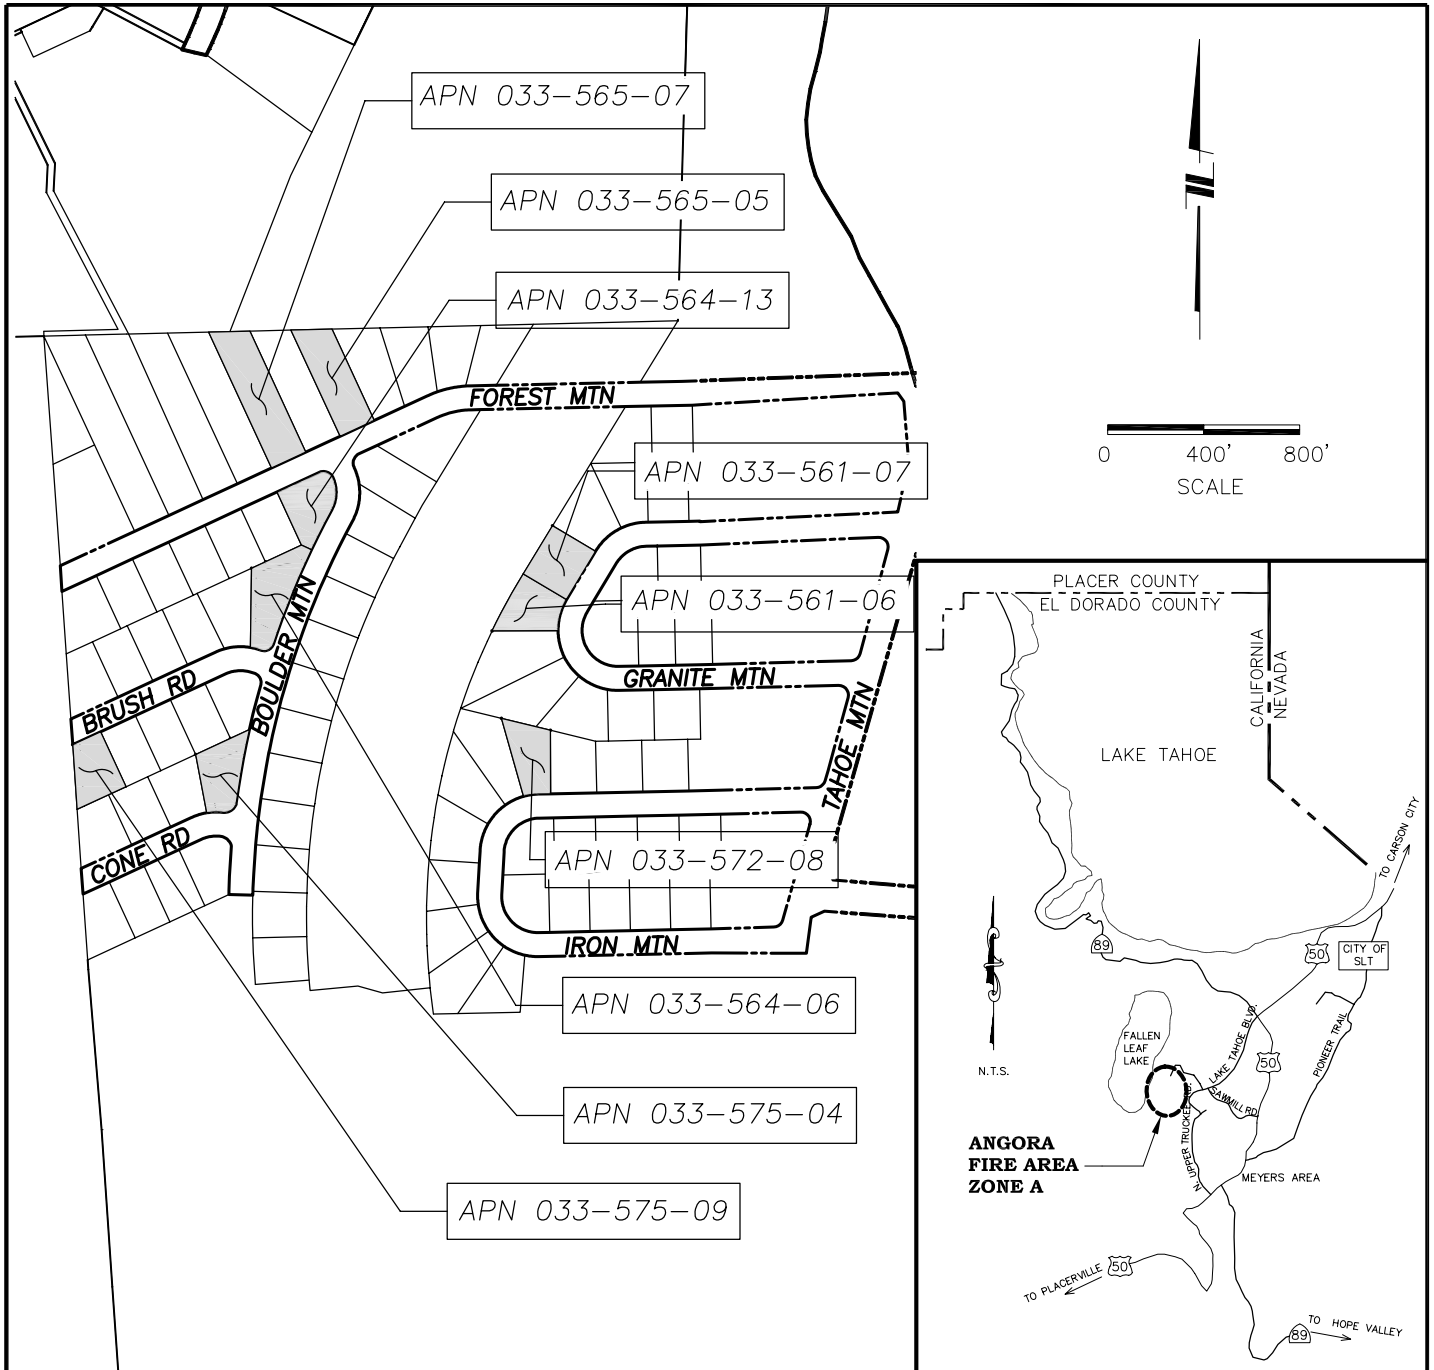 APN 033-565-07
APN 033-565-05
APN 033-564-13
N
FOREST MTN
APN 033-561-07
0 400' 800'
SCALE
APN 033-561-06
BOULDER MTN
GRANITE MTN
BRUSH RD
TAHOE MTN
CONE RD
APN 033-572-08
IRON MTN
APN 033-564-06
APN 033-575-04
APN 033-575-09
PLACER COUNTY
EL DORADO COUNTY
CALIFORNIA
NEVADA
LAKE TAHOE
TO CARSON CITY
89
50
CITY OF
SLT
N.T.S.
FALLEN
LEAF
LAKE
LAKE TAHOE BLVD.
50
PIONEER TRAIL
SAWMILL RD
N. UPPER TRUCKEE RD.
ANGORA
FIRE AREA
ZONE A
MEYERS AREA
TO PLACERVILLE
50
89
TO HOPE VALLEY